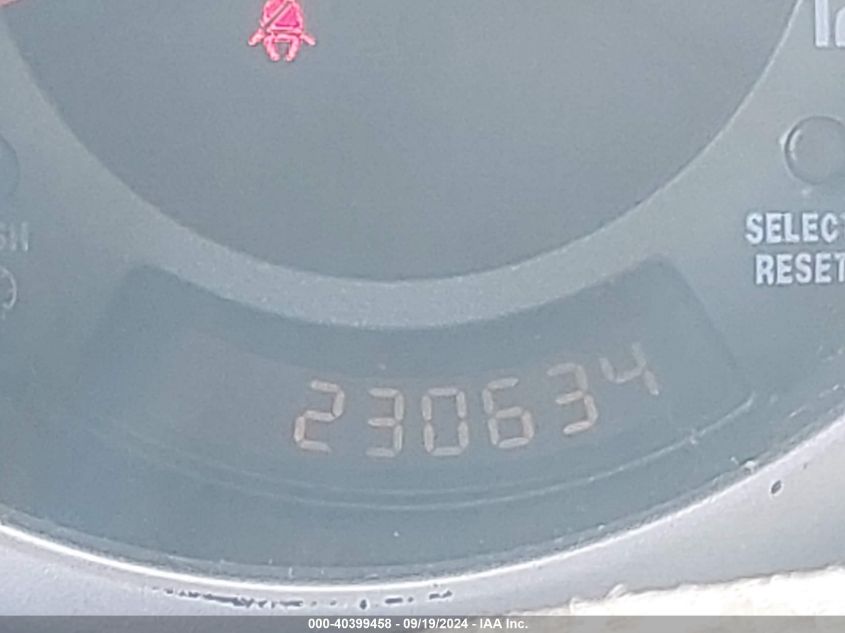 SELECT
RESET
230634
000-40399458 - 09/19/2024 - IAA Inc.